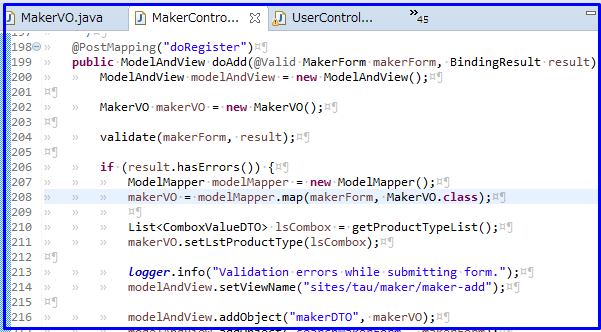 MakerVO.java MakerContro... UserControl... »45
197 */
198 @PostMapping("doRegister")
199 public ModelAndView doAdd(@Valid MakerForm makerForm, BindingResult result)
200 ModelAndView modelAndView = new ModelAndView();
201
202 MakerVO makerVO = new MakerVO();
203
204 validate(makerForm, result);
205
206 if (result.hasErrors()) {
207 ModelMapper modelMapper = new ModelMapper();
208 makerVO = modelMapper.map(makerForm, MakerVO.class);
209
210 List<ComboxValueDTO> lsCombox = getProductTypeList();
211 makerVO.setLstProductType(lsCombox);
212
213 logger.info("Validation errors while submitting form.");
214 modelAndView.setViewName("sites/tau/maker/maker-add");
215
216 modelAndView.addObject("makerDTO", makerVO);